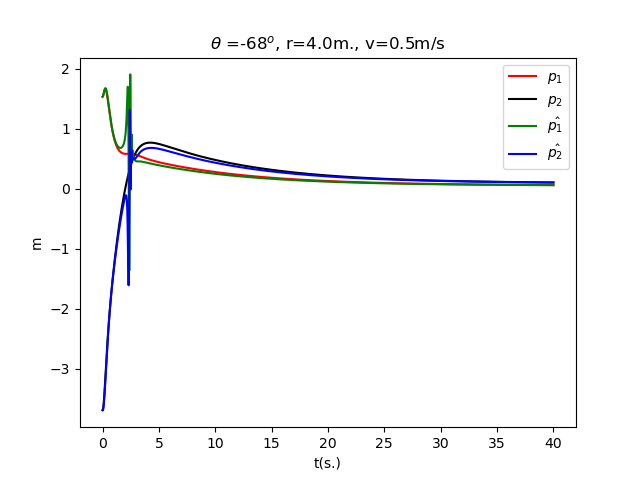 θ =-68°, r=4.0m., v=0.5m/s
p₁
p₂
p̂₁
p̂₂
2
1
0
−1
−2
−3
m
0 5 10 15 20 25 30 35 40
t(s.)